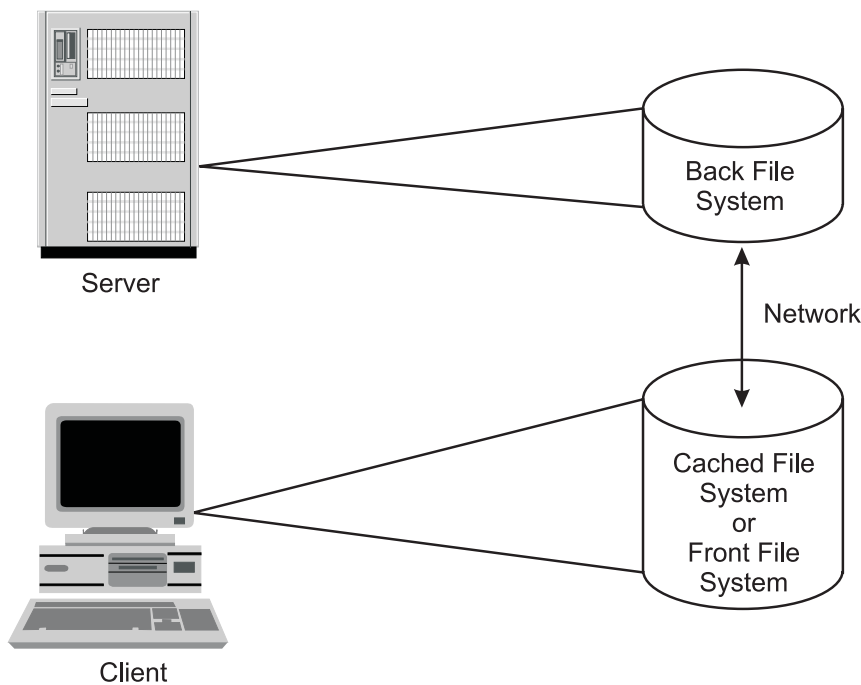 Back File
System
Server
Network
Cached File
System
or
Front File
System
Client